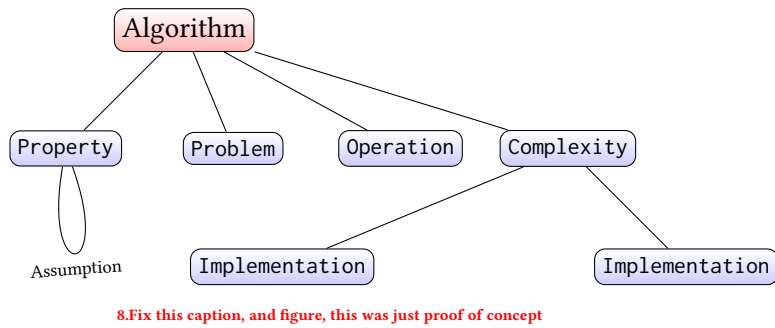 Algorithm
Property
Problem
Operation
Complexity
Assumption
Implementation
Implementation
8.Fix this caption, and figure, this was just proof of concept